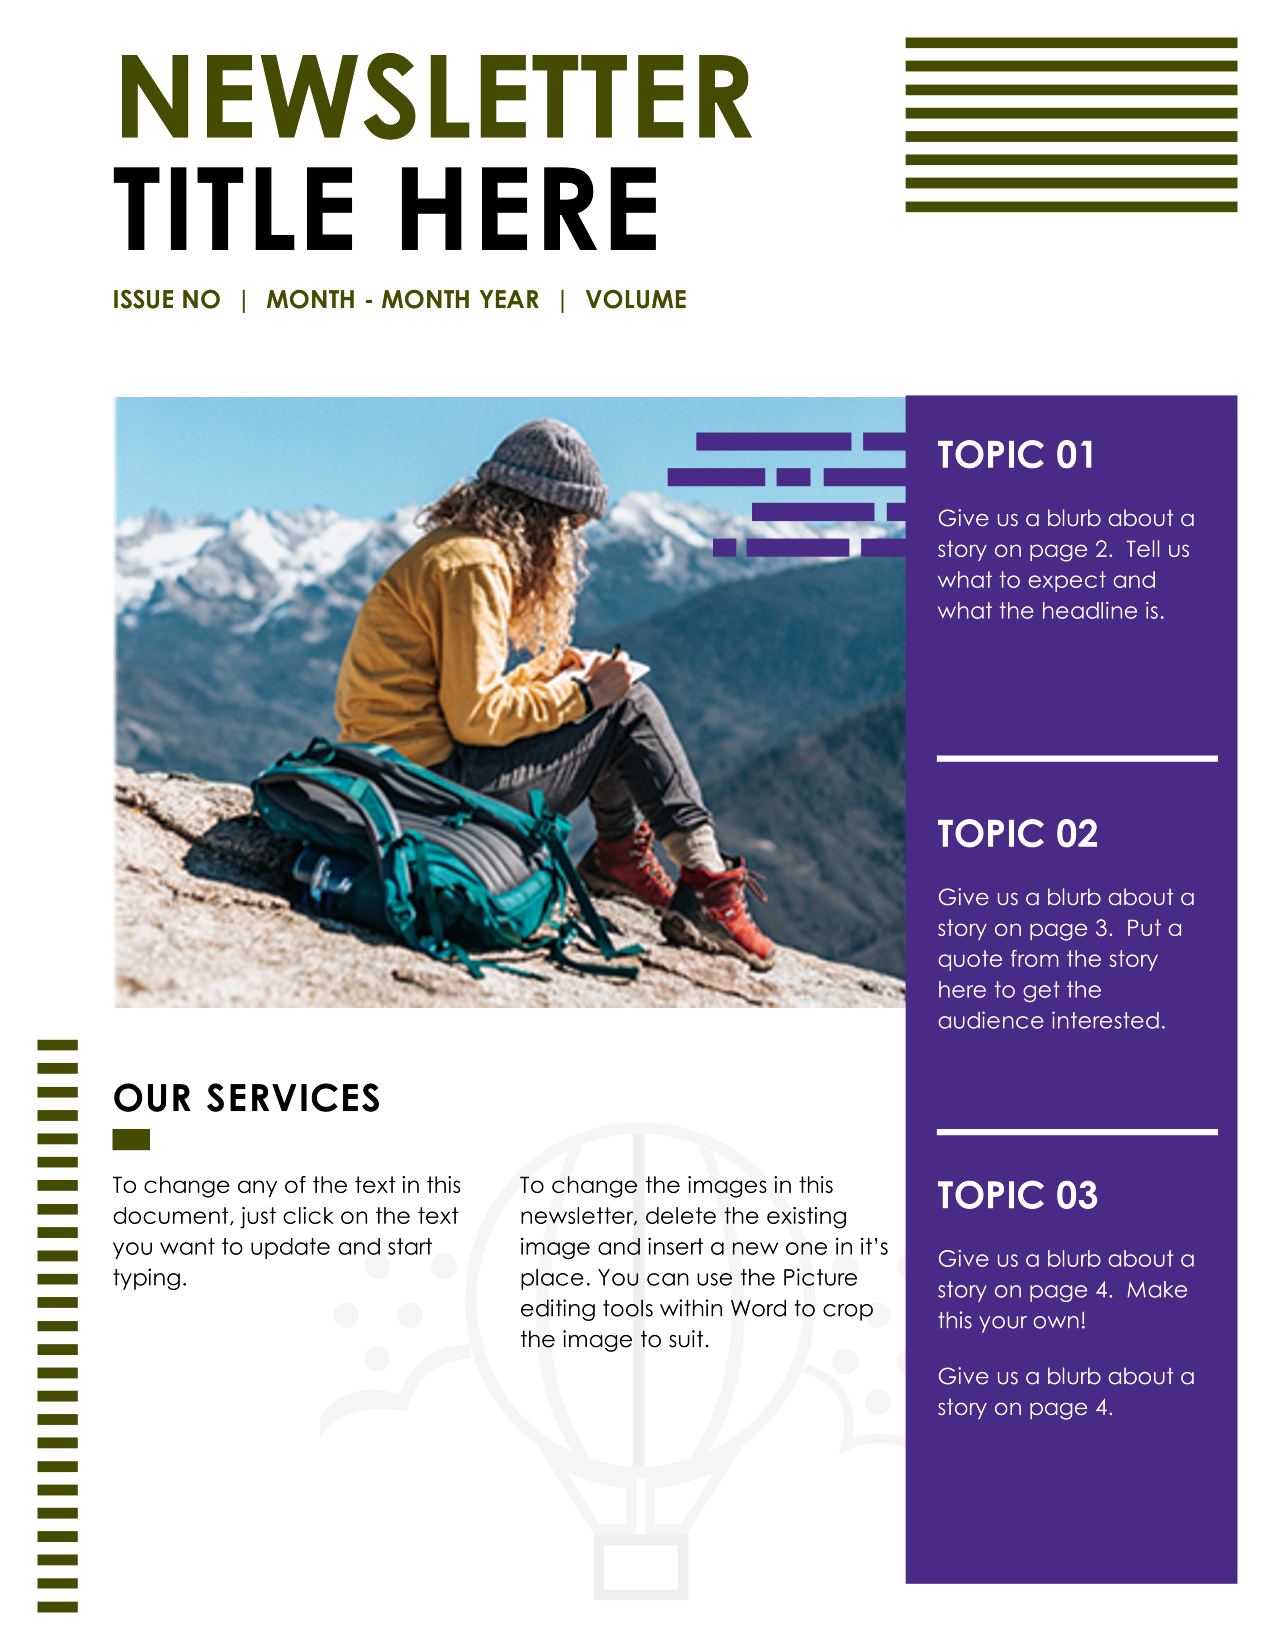 NEWSLETTER
TITLE HERE
ISSUE NO | MONTH - MONTH YEAR | VOLUME
TOPIC 01
Give us a blurb about a
story on page 2.  Tell us
what to expect and
what the headline is.
TOPIC 02
Give us a blurb about a
story on page 3.  Put a
quote from the story
here to get the
audience interested.
TOPIC 03
Give us a blurb about a
story on page 4.  Make
this your own!
Give us a blurb about a
story on page 4.
OUR SERVICES
To change any of the text in this
document, just click on the text
you want to update and start
typing.
To change the images in this
newsletter, delete the existing
image and insert a new one in it’s
place. You can use the Picture
editing tools within Word to crop
the image to suit.